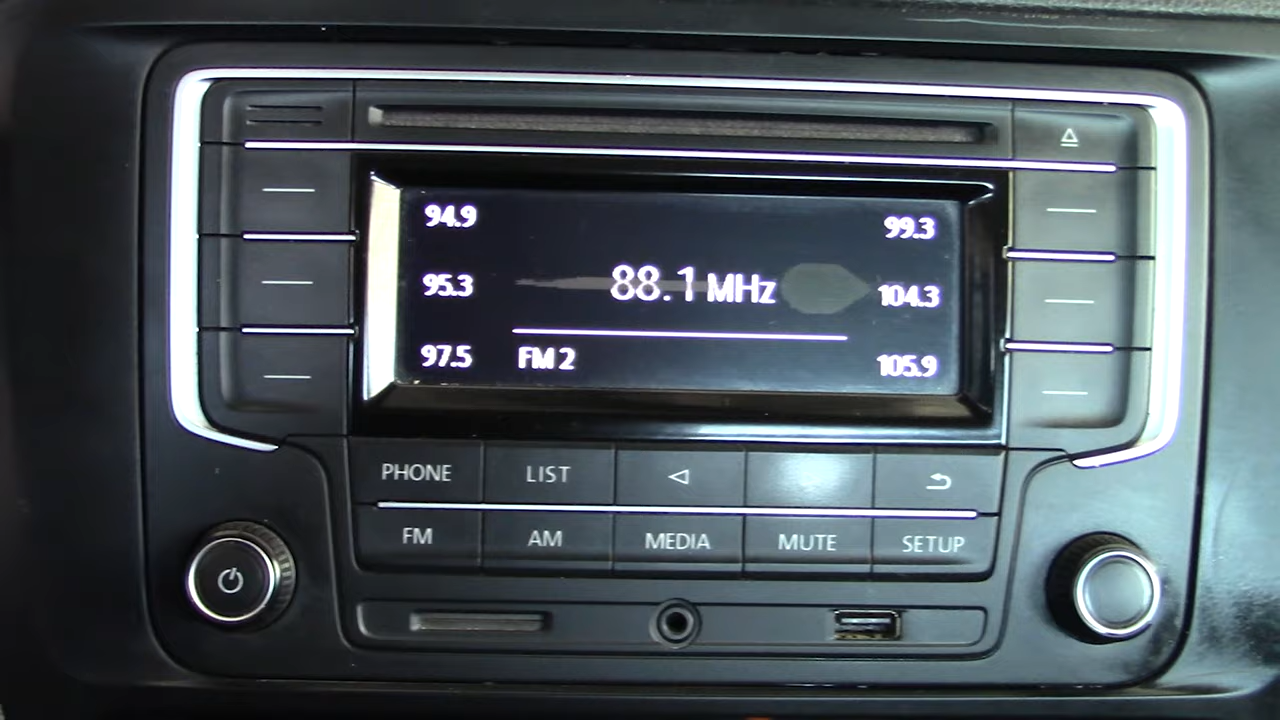 94.9 99.3
88.1 MHz
95.3 104.3
97.5 FM 2 105.9
PHONE LIST
FM AM MEDIA MUTE SETUP